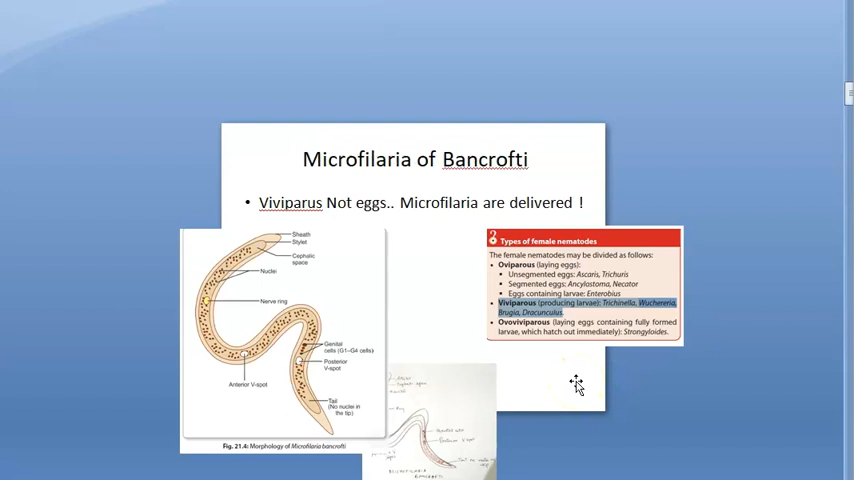 Microfilaria of Bancrofti
• Viviparus Not eggs.. Microfilaria are delivered !
Sheath
Stylet
Cephalic
space
Nuclei
Nerve ring
Genital
cells (G1–G4 cells)
Posterior
V-spot
Anterior V-spot
Tail
(No nuclei in
the tip)
Fig. 21.4: Morphology of Microfilaria bancrofti
Types of female nematodes
The female nematodes may be divided as follows:
• Oviparous (laying eggs):
• Unsegmented eggs: Ascaris, Trichuris
• Segmented eggs: Ancylostoma, Necator
• Eggs containing larvae: Enterobius
• Viviparous (producing larvae): Trichinella, Wuchereria,
Brugia, Dracunculus.
• Ovoviviparous (laying eggs containing fully formed
larvae, which hatch out immediately): Strongyloides.
Posterior V spot
MICROFILARIA
BANCROFTI